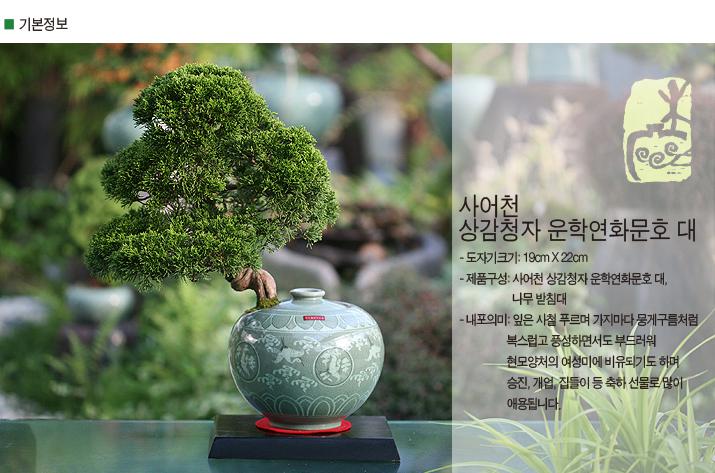 기본정보
사어천
상감청자 운학연화문호 대
- 도자기크기: 19cm X 22cm
- 제품구성: 사어천 상감청자 운학연화문호 대,
나무 받침대
- 내포의미: 잎은 사철 푸르며 가지마다 뭉게구름처럼
복스럽고 풍성하면서도 부드러워
현모양처의 여성미에 비유되기도 하며
승진, 개업, 집들이 등 축하 선물로 많이
애용됩니다.